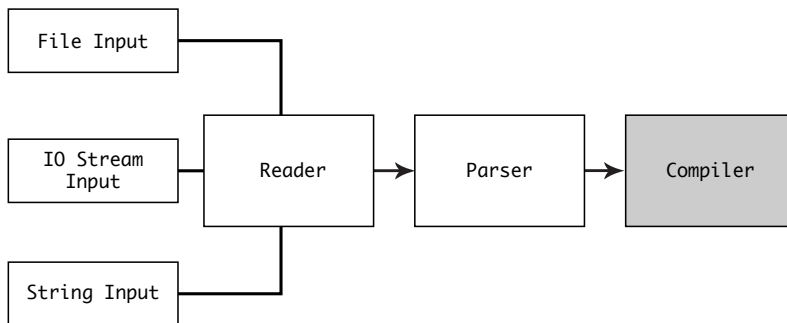 File Input
IO Stream
Input
Reader
Parser
Compiler
String Input